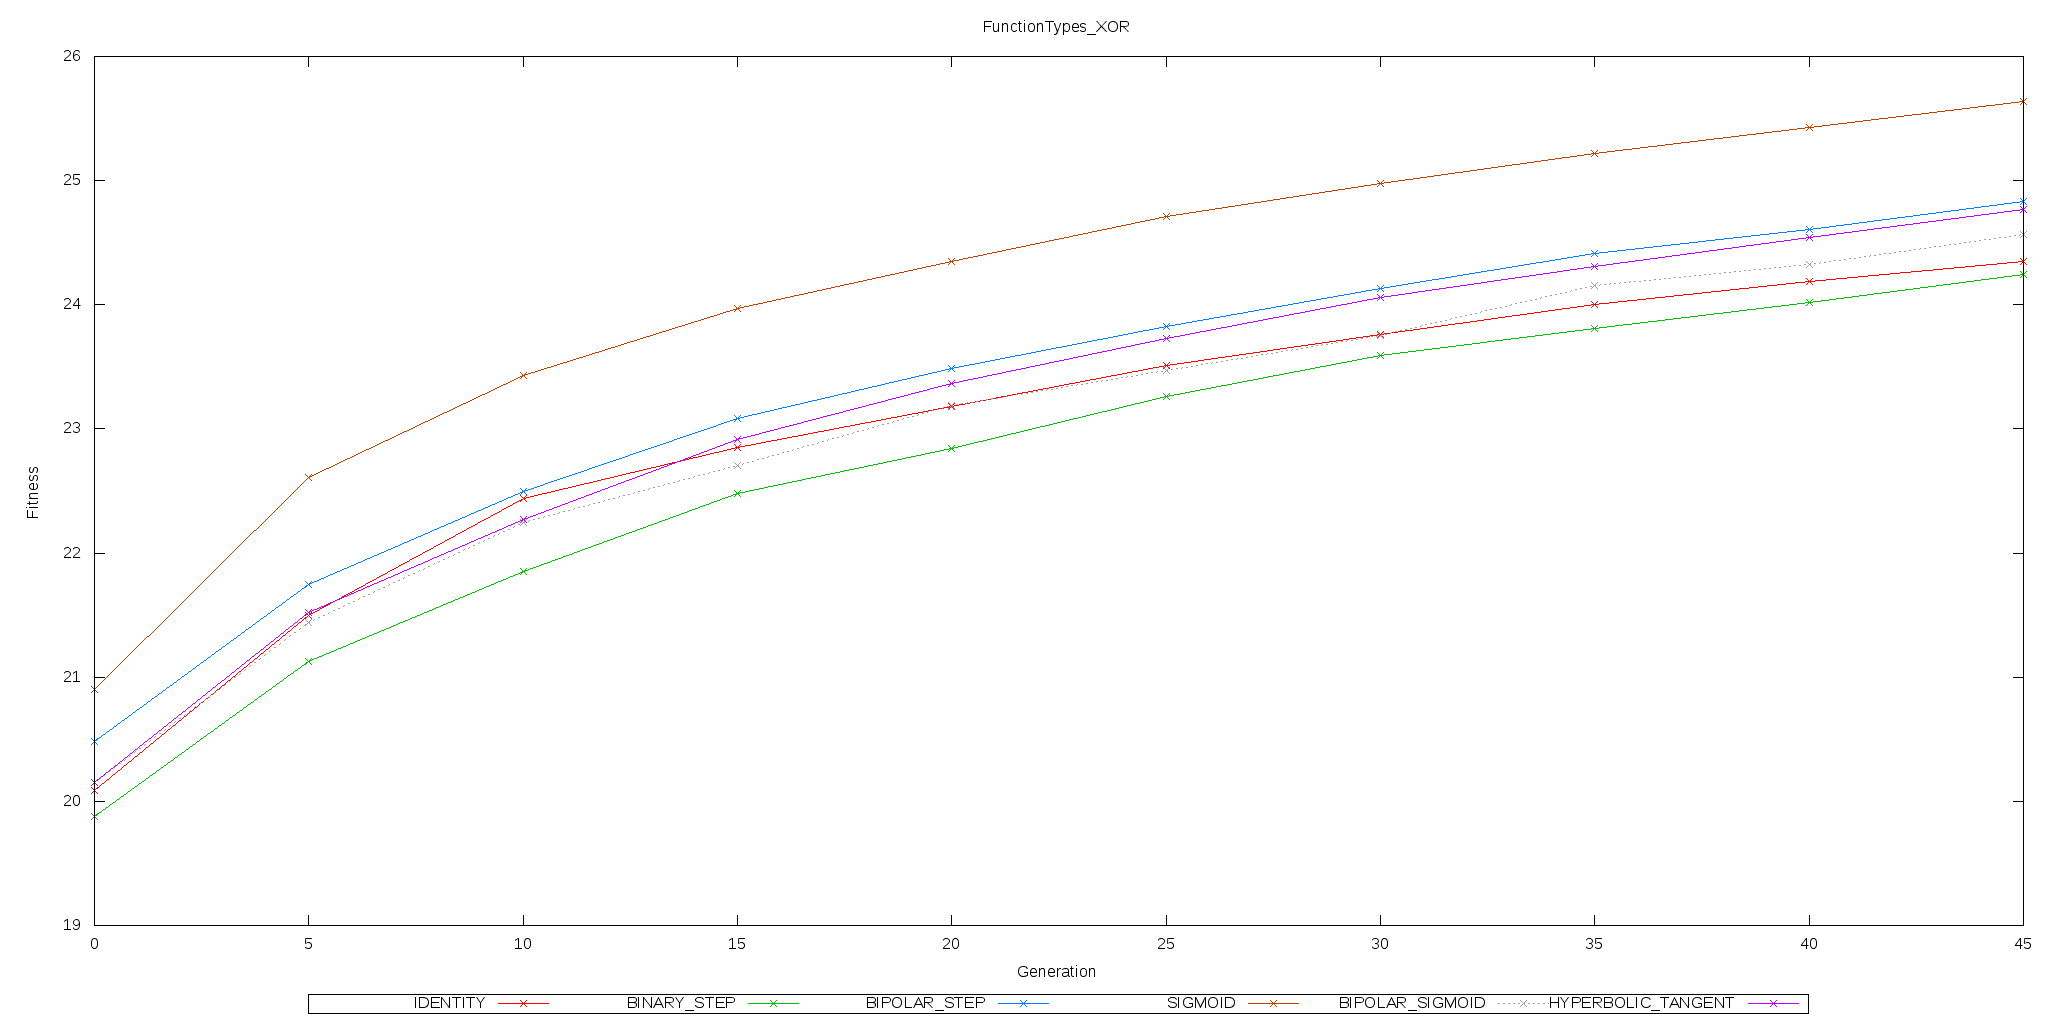 FunctionTypes_XOR
26
25
24
23
22
21
20
19
Fitness
0 5 10 15 20 25 30 35 40 45
Generation
IDENTITY BINARY_STEP BIPOLAR_STEP SIGMOID BIPOLAR_SIGMOID HYPERBOLIC_TANGENT